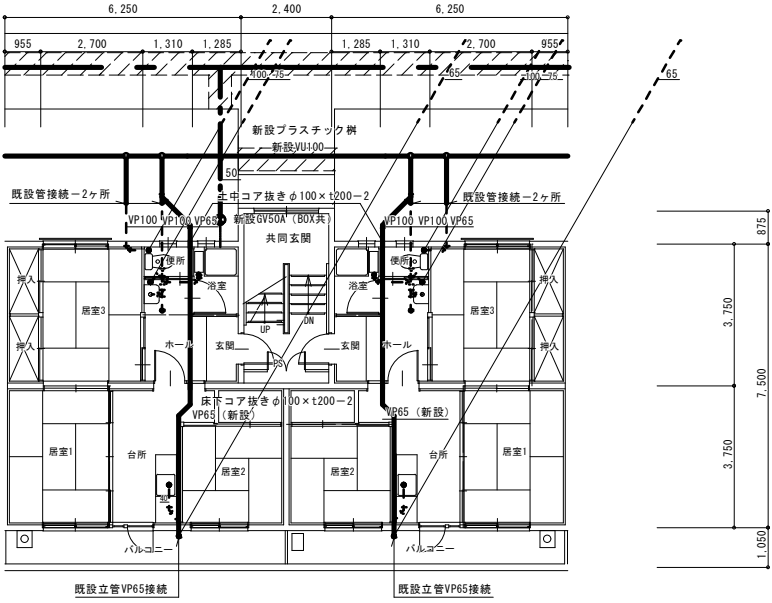 6,250
2,400
6,250
955
2,700
1,310
1,285
1,285
1,310
2,700
955
100
75
65
100
75
65
新設プラスチック桝
新設VU100
50
既設管接続－2ヶ所
土中コア抜きφ100×t200－2
既設管接続－2ヶ所
VP100
VP100
VP65
新設GV50A（BOX共）
VP100
VP100
VP65
共同玄関
便所
便所
浴室
浴室
押入
押入
居室3
居室3
押入
押入
UP
DN
ホール
玄関
玄関
ホール
PS
床下コア抜きφ100×t200－2
VP65（新設）
VP65（新設）
居室1
台所
居室2
居室2
台所
居室1
40
バルコニー
バルコニー
既設立管VP65接続
既設立管VP65接続
875
3,750
7,500
3,750
1,050